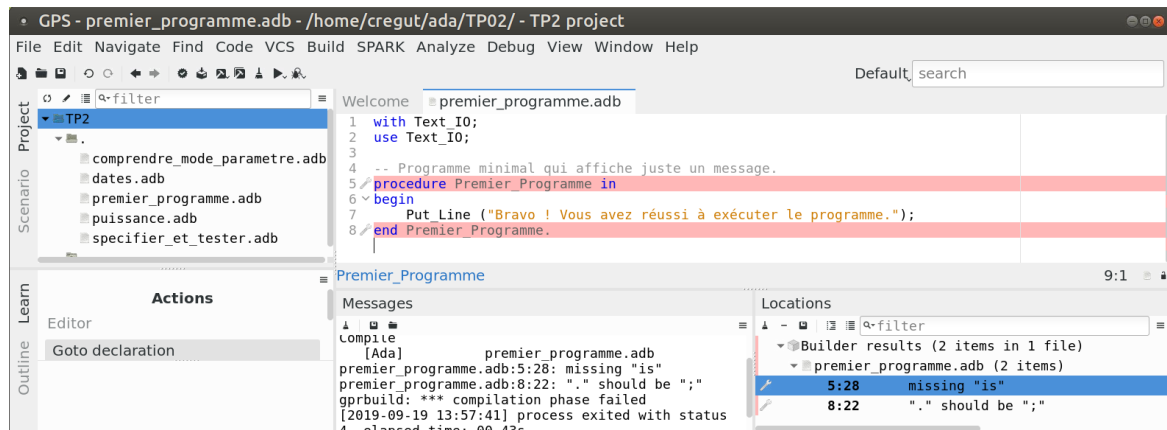 GPS - premier_programme.adb - /home/cregut/ada/TP02/ - TP2 project
File Edit Navigate Find Code VCS Build SPARK Analyze Debug View Window Help
Default search
Project
Scenario
filter
TP2
.
comprendre_mode_parametre.adb
dates.adb
premier_programme.adb
puissance.adb
specifier_et_tester.adb
Welcome premier_programme.adb
1 with Text_IO;
2 use Text_IO;
3
4 -- Programme minimal qui affiche juste un message.
5 procedure Premier_Programme in
6 begin
7 Put_Line ("Bravo ! Vous avez réussi à exécuter le programme.");
8 end Premier_Programme.
Premier_Programme 9:1
Learn
Outline
Actions
Editor
Goto declaration
Messages
Compile
[Ada] premier_programme.adb
premier_programme.adb:5:28: missing "is"
premier_programme.adb:8:22: "." should be ";"
gprbuild: *** compilation phase failed
[2019-09-19 13:57:41] process exited with status
4, elapsed time: 00.43s
Locations
filter
Builder results (2 items in 1 file)
premier_programme.adb (2 items)
5:28 missing "is"
8:22 "." should be ";"